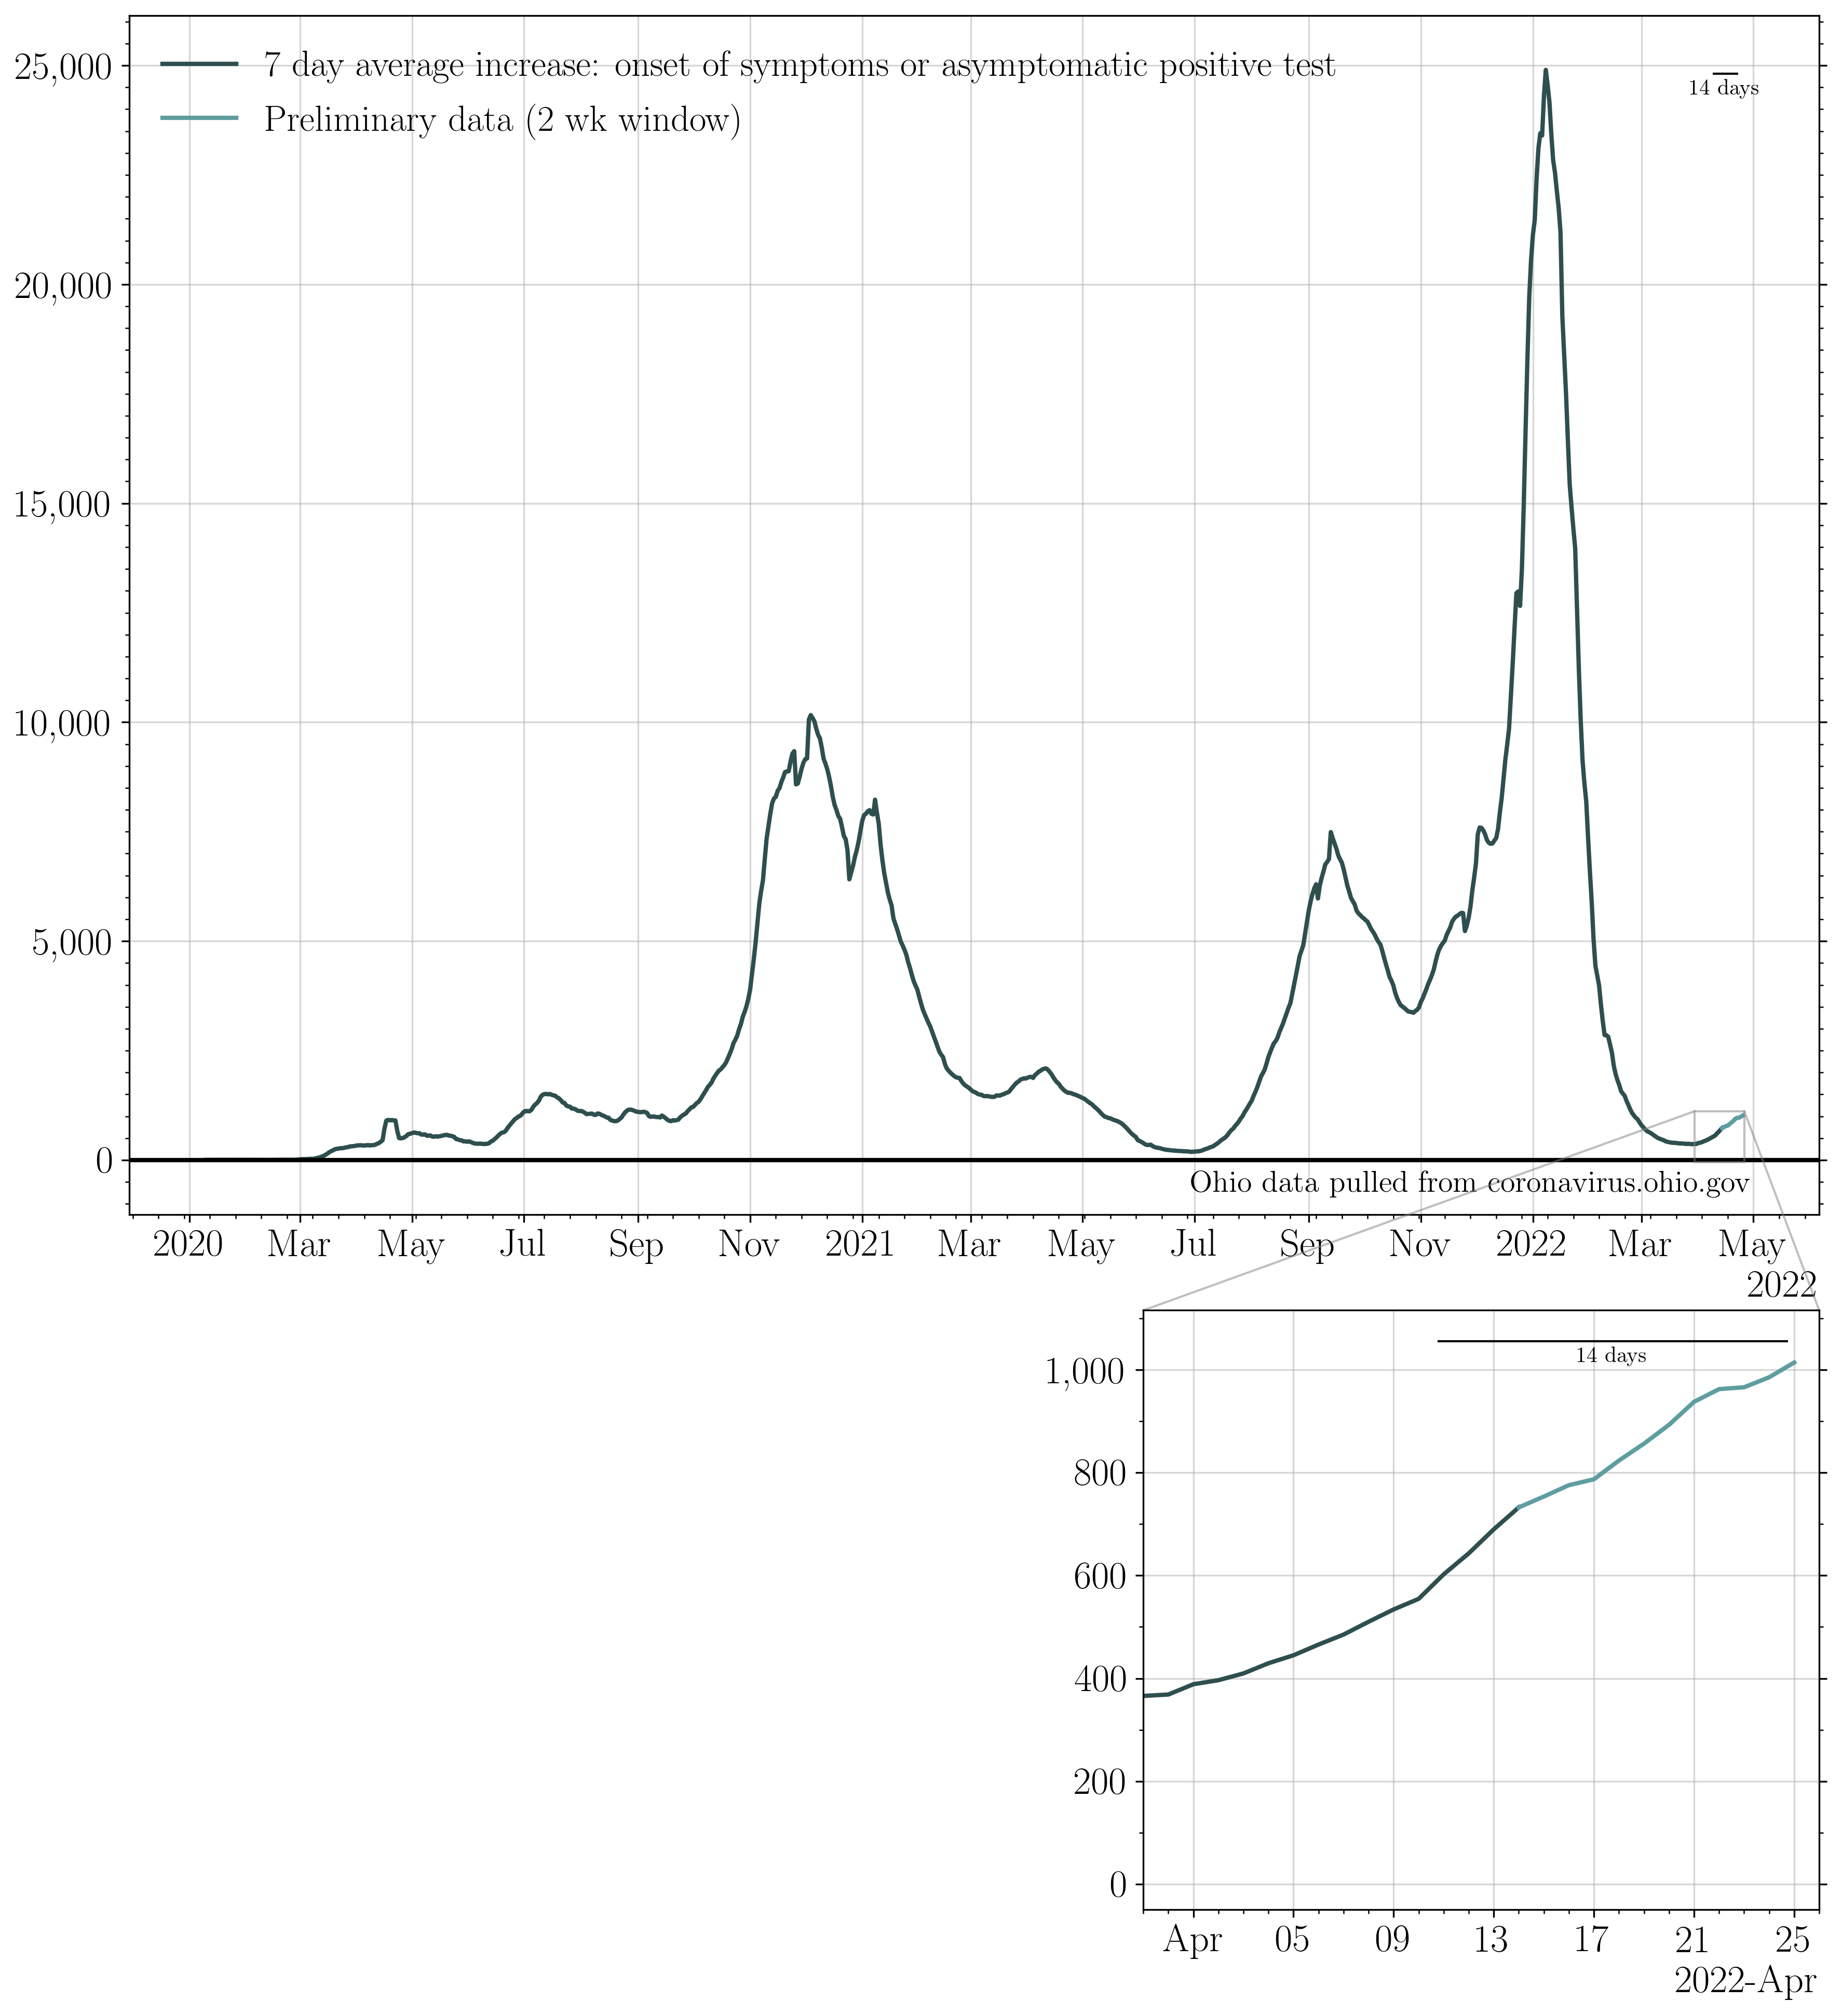 25,000
7 day average increase: onset of symptoms or asymptomatic positive test
14 days
Preliminary data (2 wk window)
20,000
15,000
10,000
5,000
0
Ohio data pulled from coronavirus.ohio.gov
2020 Mar May Jul Sep Nov 2021 Mar May Jul Sep Nov 2022 Mar May
2022
14 days
1,000
800
600
400
200
0
Apr 05 09 13 17 21 25
2022-Apr